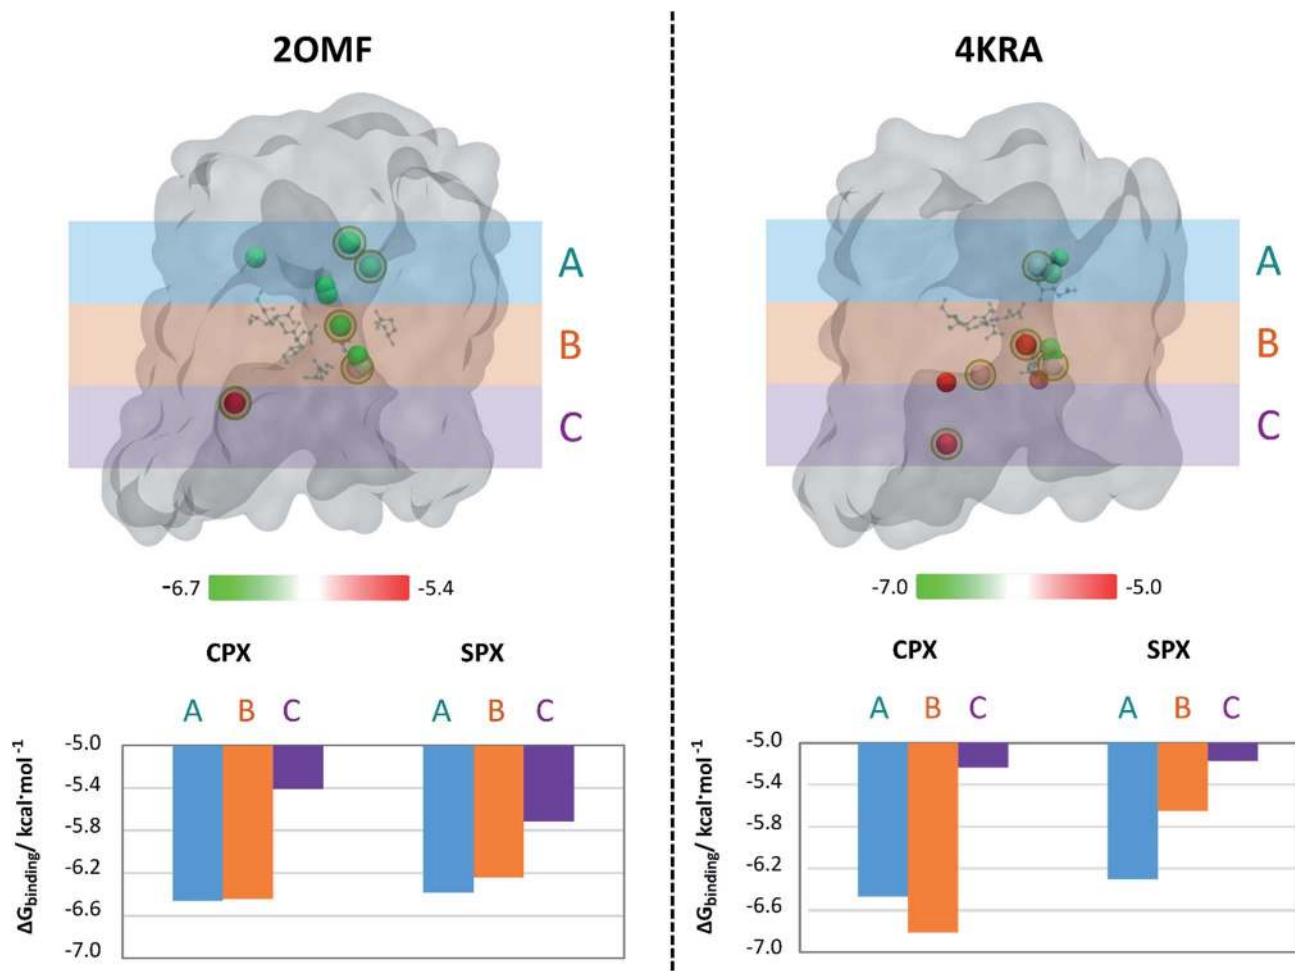 2OMF
A
B
C
-6.7
-5.4
CPX
SPX
A B C
A B C
ΔGbinding/ kcal·mol-1
-5.0
-5.4
-5.8
-6.2
-6.6
-7.0
4KRA
A
B
C
-7.0
-5.0
CPX
SPX
A B C
A B C
ΔGbinding/ kcal·mol-1
-5.0
-5.4
-5.8
-6.2
-6.6
-7.0